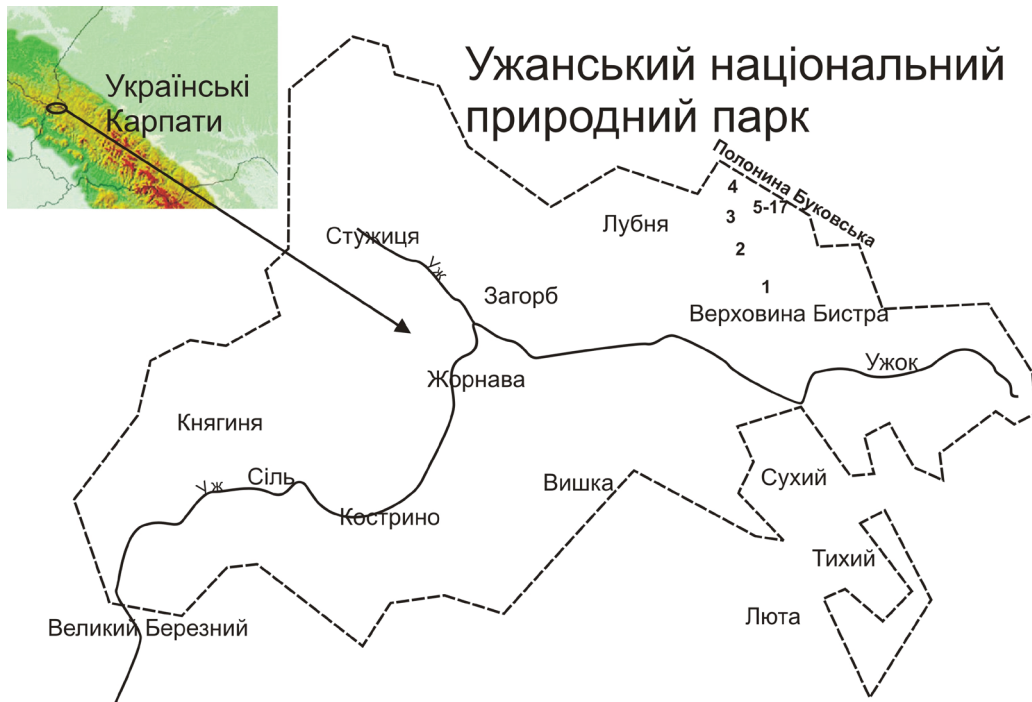 Українські
Карпати
Ужанський національний
природний парк
Полонина Буковська
4
5-17
3
2
1
Лубня
Стужиця
Уж
Загорб
Верховина Бистра
Ужок
Жорнава
Княгиня
Сіль
Уж
Вишка
Сухий
Кострино
Тихий
Люта
Великий Березний